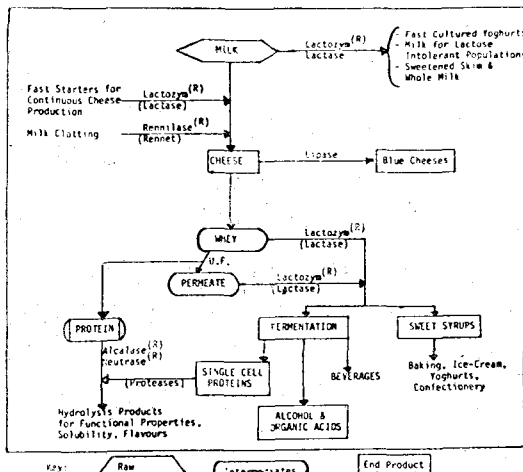 MILK
Lactozym(R)
Lactase
- Fast Cultured Yoghurts
- Milk for Lactose
Intolerant Populations
- Sweetened Skim &
Whole Milk
Fast Starters for
Continuous Cheese
Production
Lactozym(R)
(Lactase)
Milk Clotting
Rennilase(R)
(Rennet)
CHEESE
Lipase
Blue Cheeses
WHEY
Lactozym(R)
(Lactase)
U.F.
PERMEATE
Lactozym(R)
(Lactase)
PROTEIN
FERMENTATION
SWEET SYRUPS
Alcalase(R)
Neutrase(R)
(Proteases)
SINGLE CELL
PROTEINS
BEVERAGES
Baking, Ice-Cream,
Yoghurts,
Confectionery
ALCOHOL &
ORGANIC ACIDS
Hydrolysis Products
for Functional Properties,
Solubility, Flavours
Key:
Raw
Intermediates
End Product